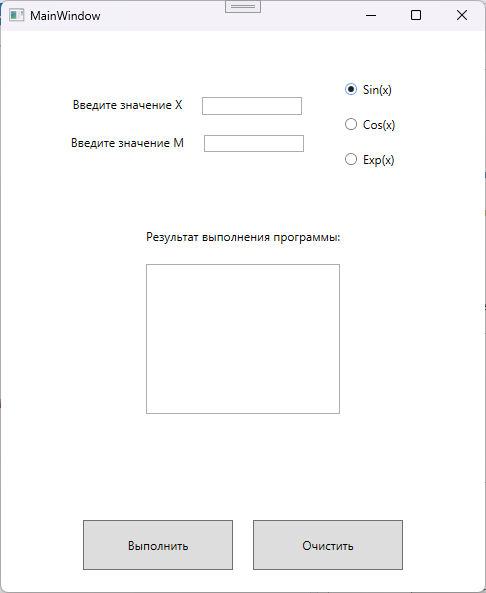 MainWindow
Введите значение X
Введите значение M
Sin(x)
Cos(x)
Exp(x)
Результат выполнения программы:
Выполнить
Очистить